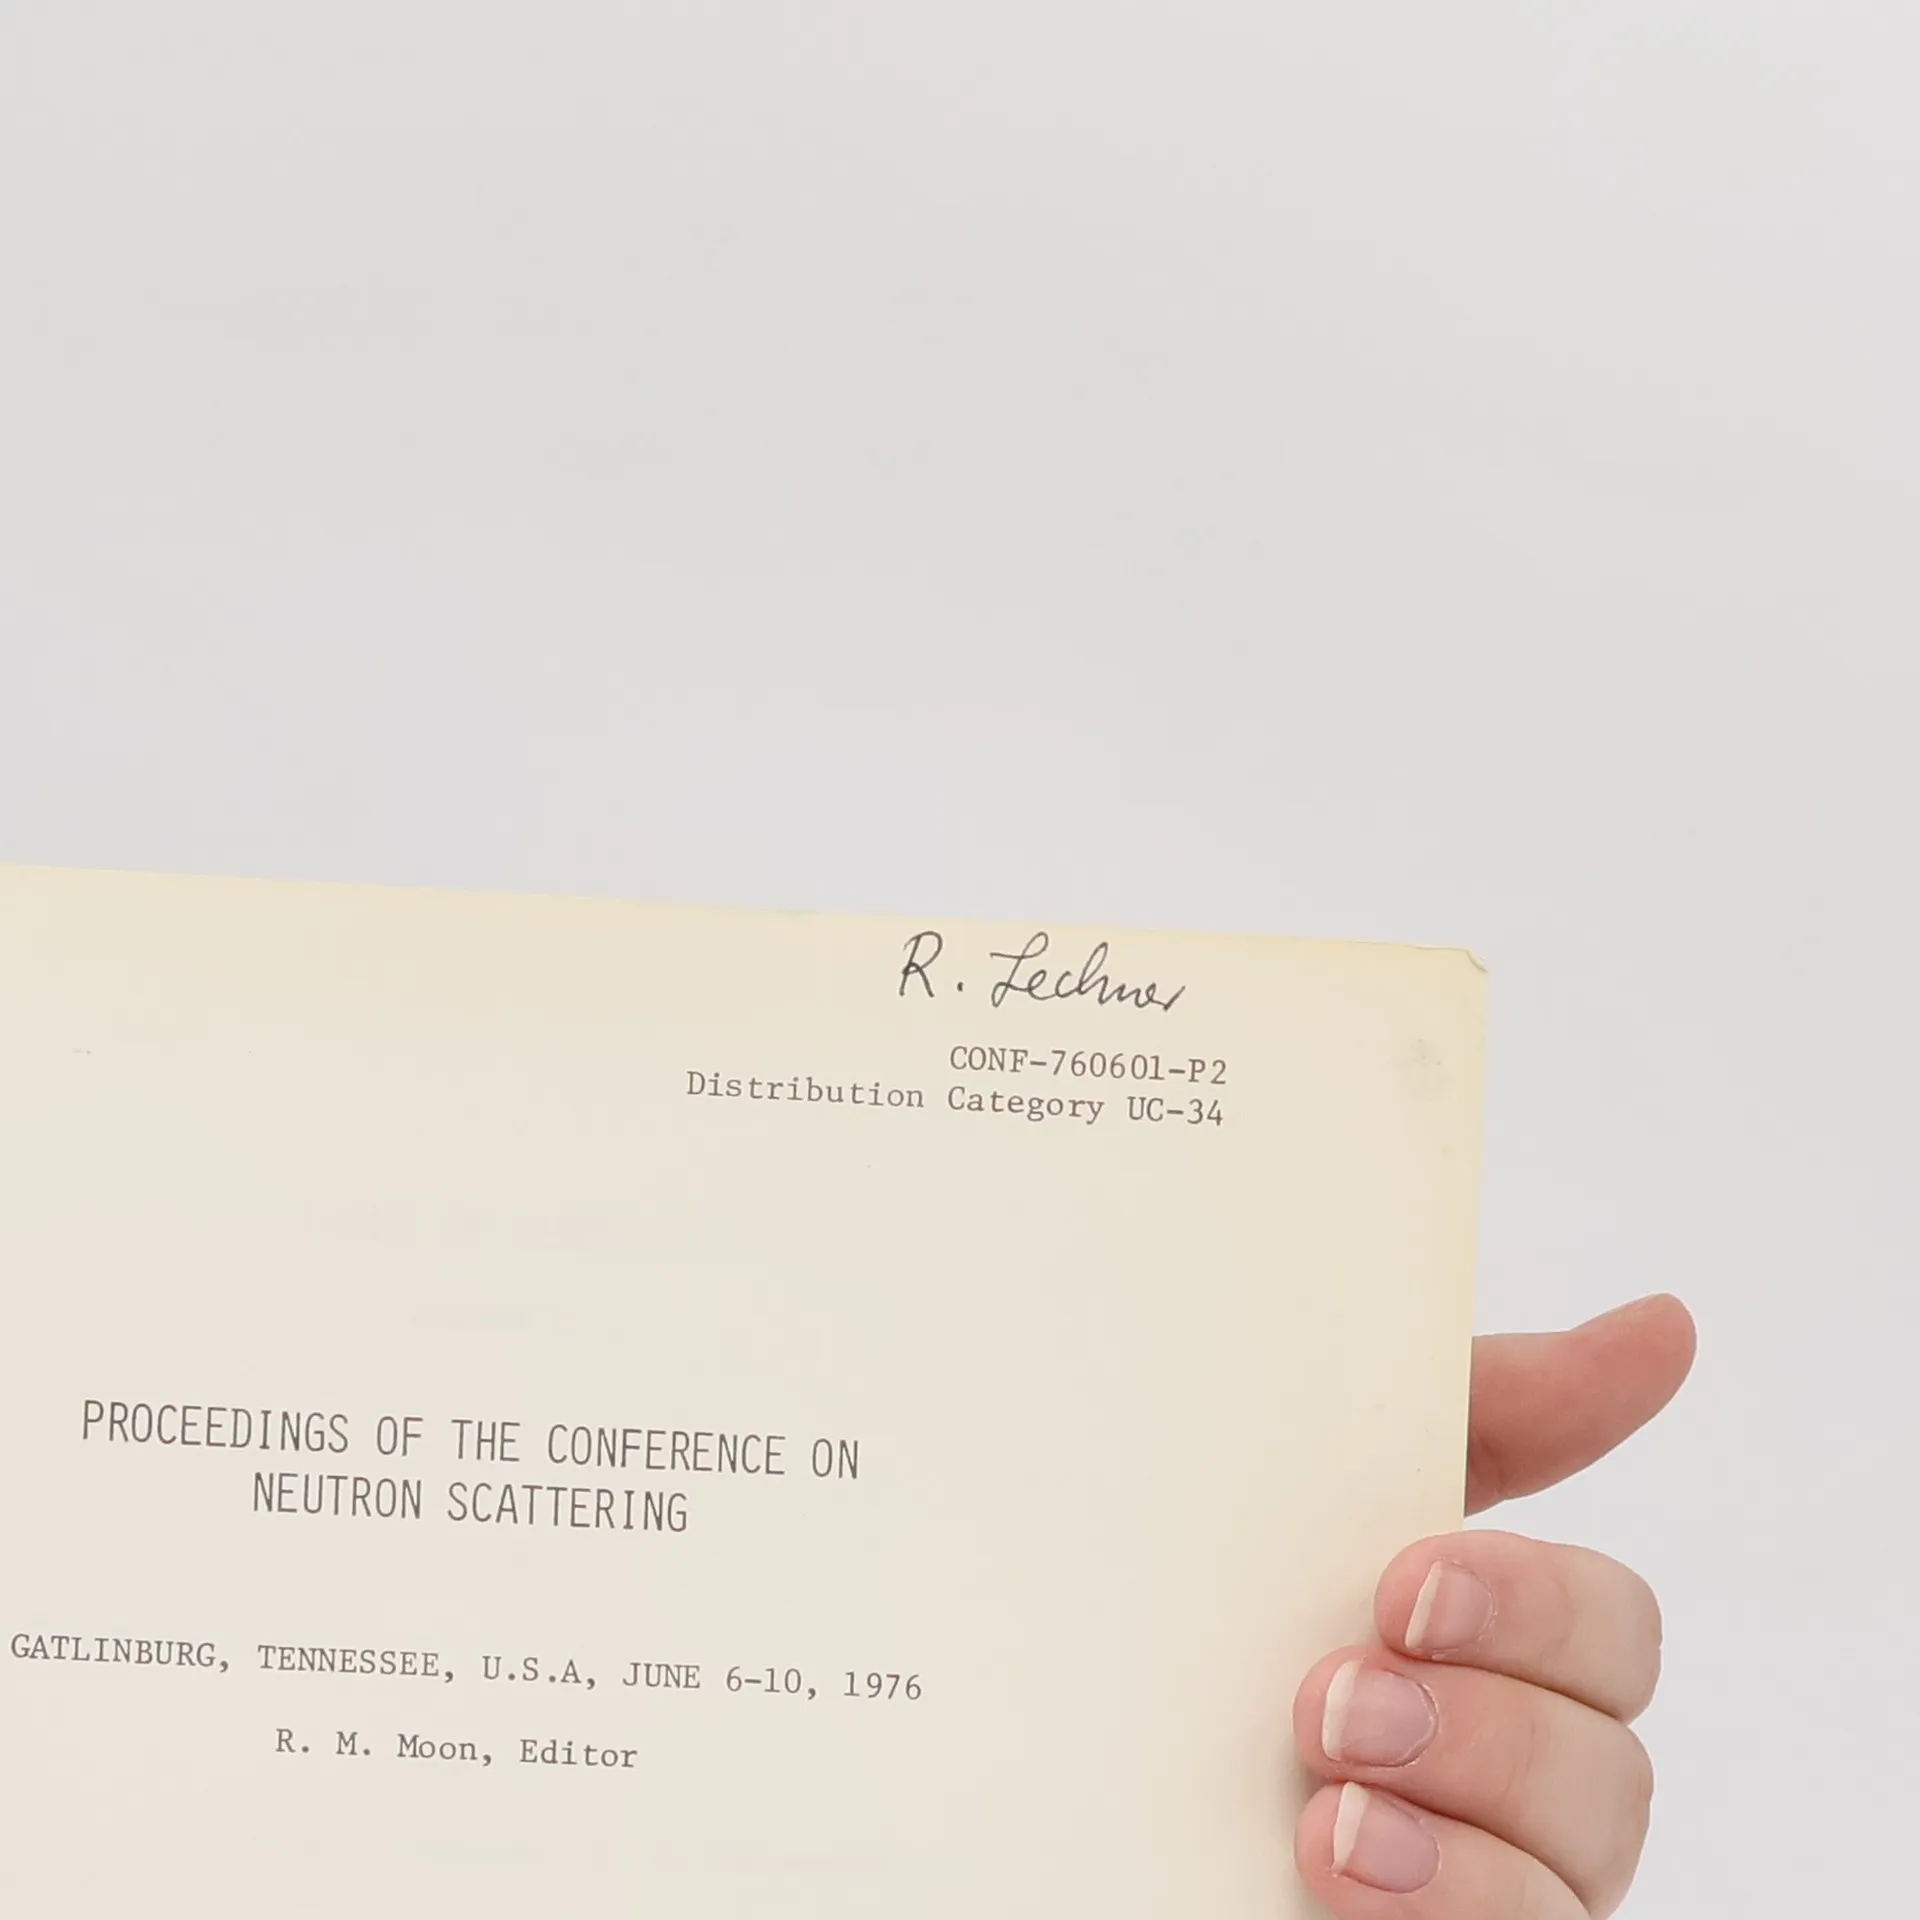 R. Lechner
CONF-760601-P2
Distribution Category UC-34
PROCEEDINGS OF THE CONFERENCE ON
NEUTRON SCATTERING
GATLINBURG, TENNESSEE, U.S.A, JUNE 6-10, 1976
R. M. Moon, Editor